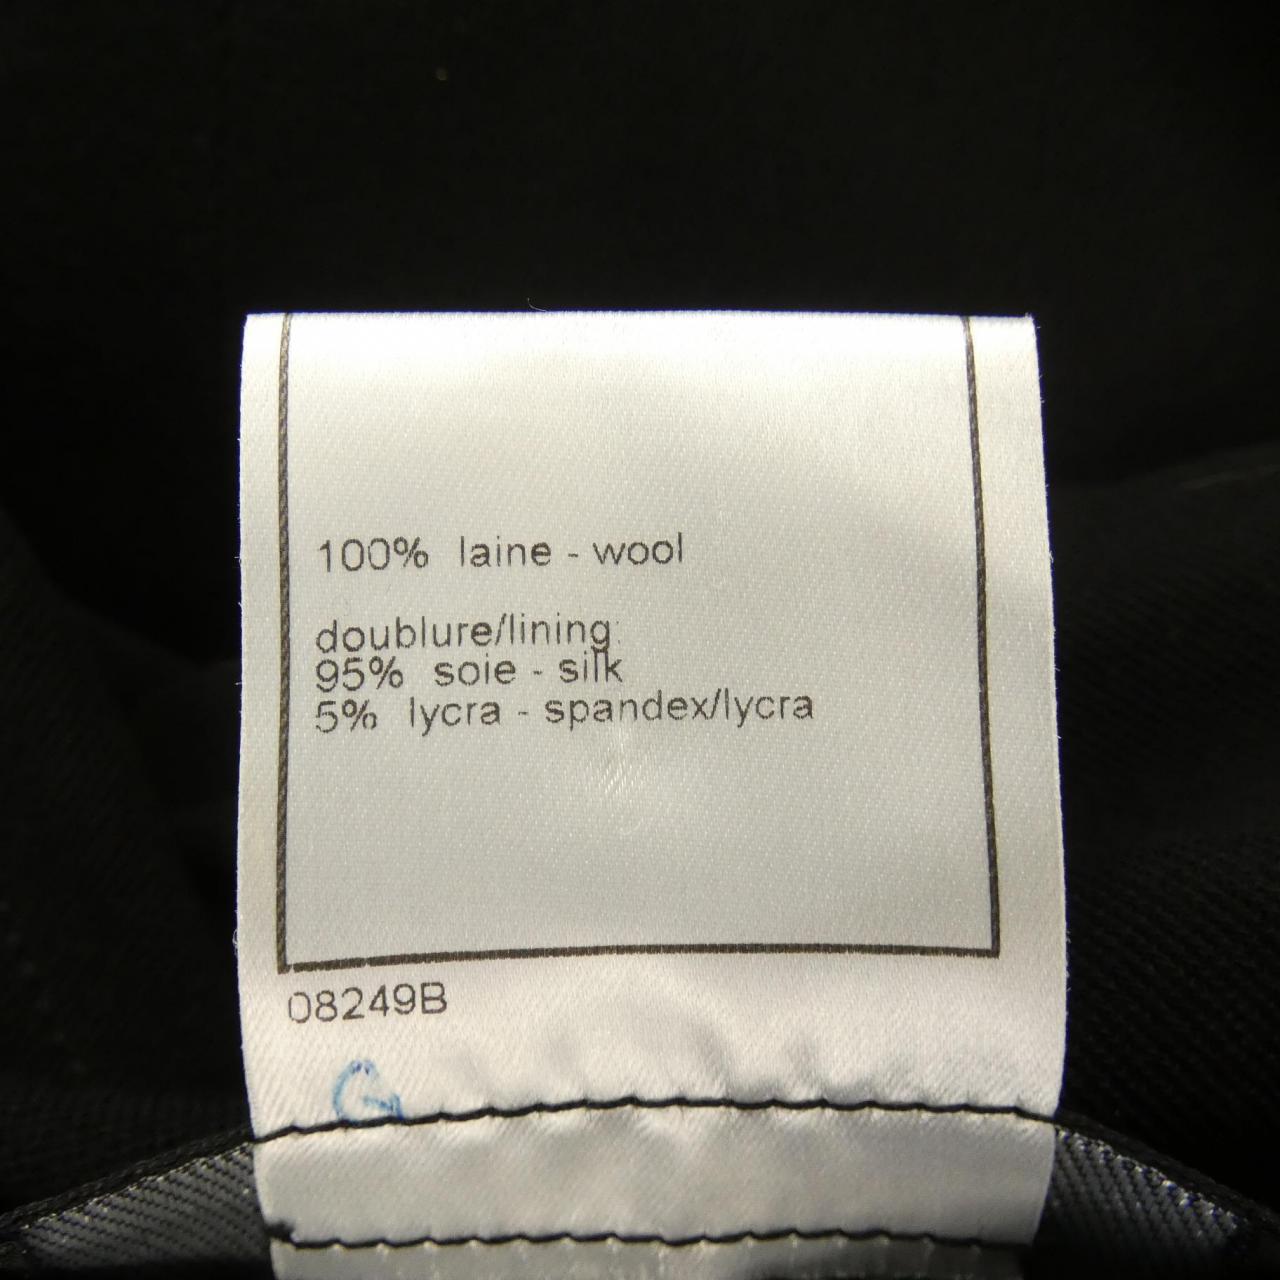 100% laine - wool
doublure/lining:
95% soie - silk
5% lycra - spandex/lycra
08249B
G